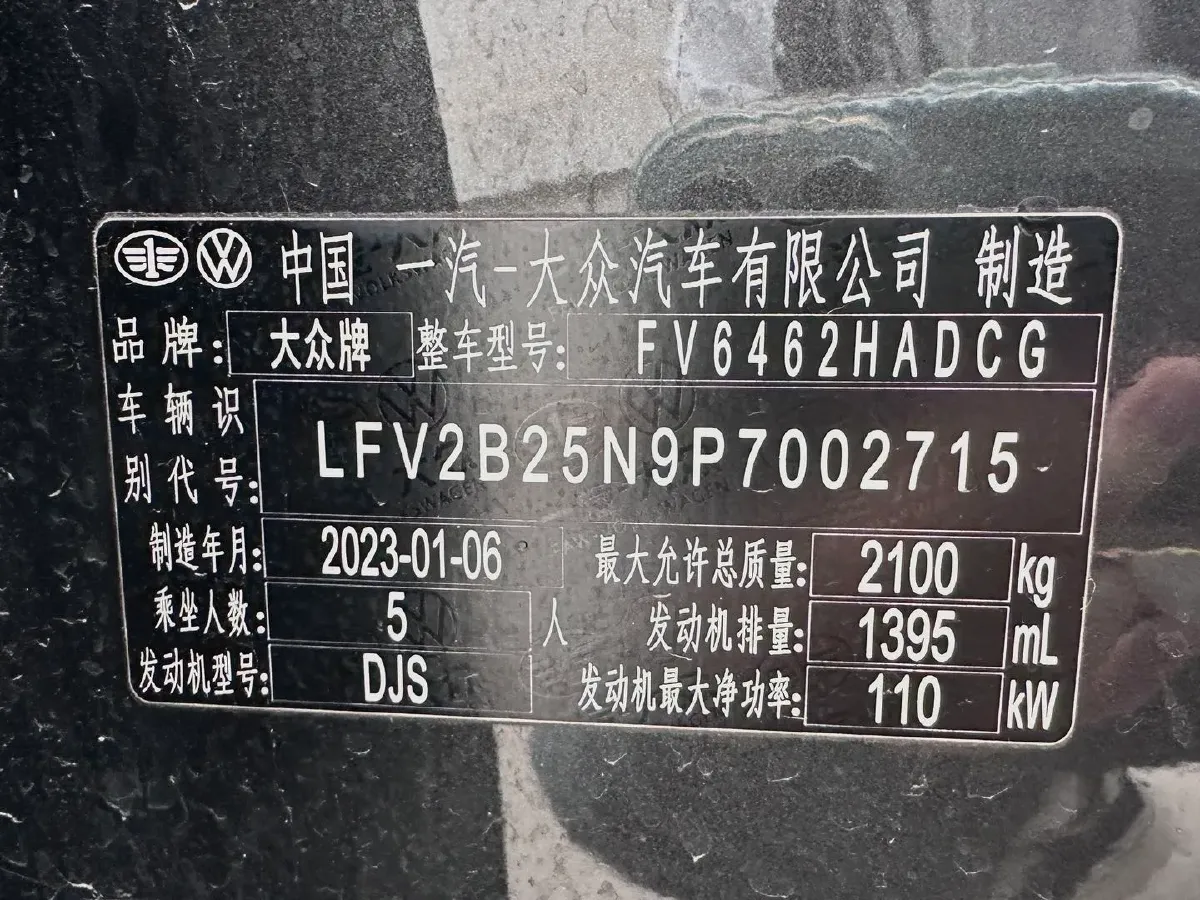 中国 一汽-大众汽车有限公司 制造
品牌: 大众牌 整车型号: FV6462HADCG
车辆识别代号: LFV2B25N9P7002715
制造年月: 2023-01-06 最大允许总质量: 2100 kg
乘坐人数: 5 人 发动机排量: 1395 mL
发动机型号: DJS 发动机最大净功率: 110 kW